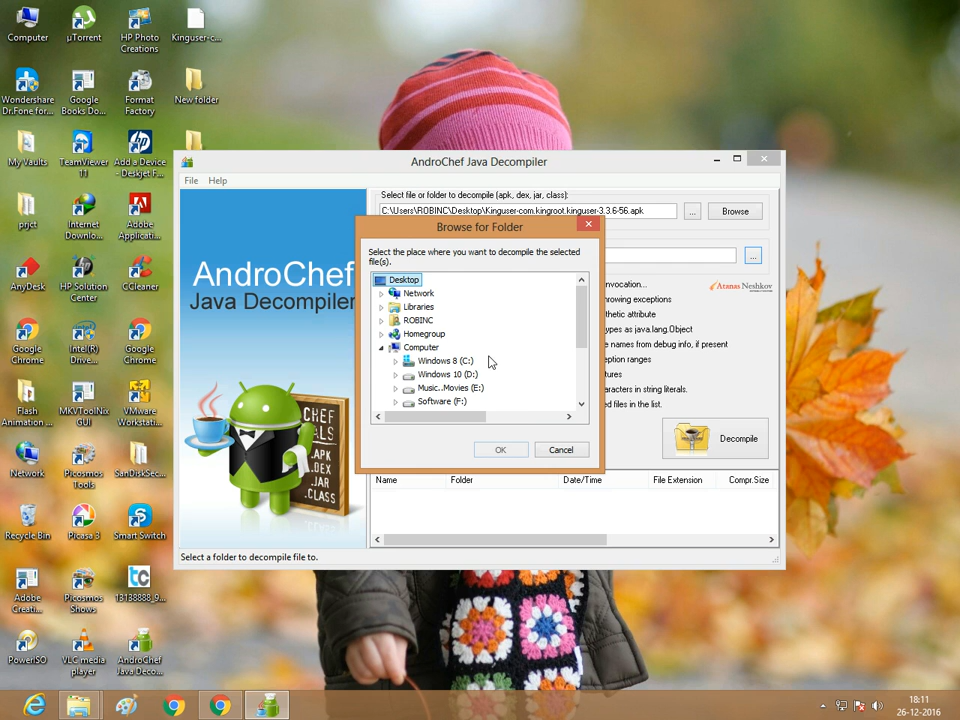 Computer
µTorrent
HP Photo
Creations
Kinguser-c...
Wondershare
Dr.Fone for...
Google
Books Do...
Format
Factory
New folder
My Vaults
TeamViewer
11
Add a Device
- Deskjet F...
prjct
Internet
Downlo...
Adobe
Applicati...
AnyDesk
HP Solution
Center
CCleaner
Google
Chrome
Intel(R)
Drive...
Google
Chrome
Flash
Animation ...
MKVToolNix
GUI
VMware
Workstati...
Network
Picosmos
Tools
SanDiskSec...
Recycle Bin
Picasa 3
Smart Switch
Adobe
Creati...
Picosmos
Shows
13138888_9...
PowerISO
VLC media
player
AndroChef
Java Deco...
AndroChef Java Decompiler
File Help
AndroChef
Java Decompiler
CHEF
.APK
.DEX
.JAR
.CLASS
Select file or folder to decompile (apk, dex, jar, class):
C:\Users\ROBINC\Desktop\Kinguser-com.kingroot.kinguser-3.3.6-56.apk
...
Browse
...
nvocation...
Atanas Neshkov
hrowing exceptions
thetic attribute
types as java.lang.Object
e names from debug info, if present
eption ranges
tures
aracters in string literals.
ed files in the list.
Decompile
Browse for Folder
Select the place where you want to decompile the selected
file(s).
Desktop
Network
Libraries
ROBINC
Homegroup
Computer
Windows 8 (C:)
Windows 10 (D:)
Music..Movies (E:)
Software (F:)
OK
Cancel
Name Folder Date/Time File Extension Compr.Size
Select a folder to decompile file to.
18:11
26-12-2016